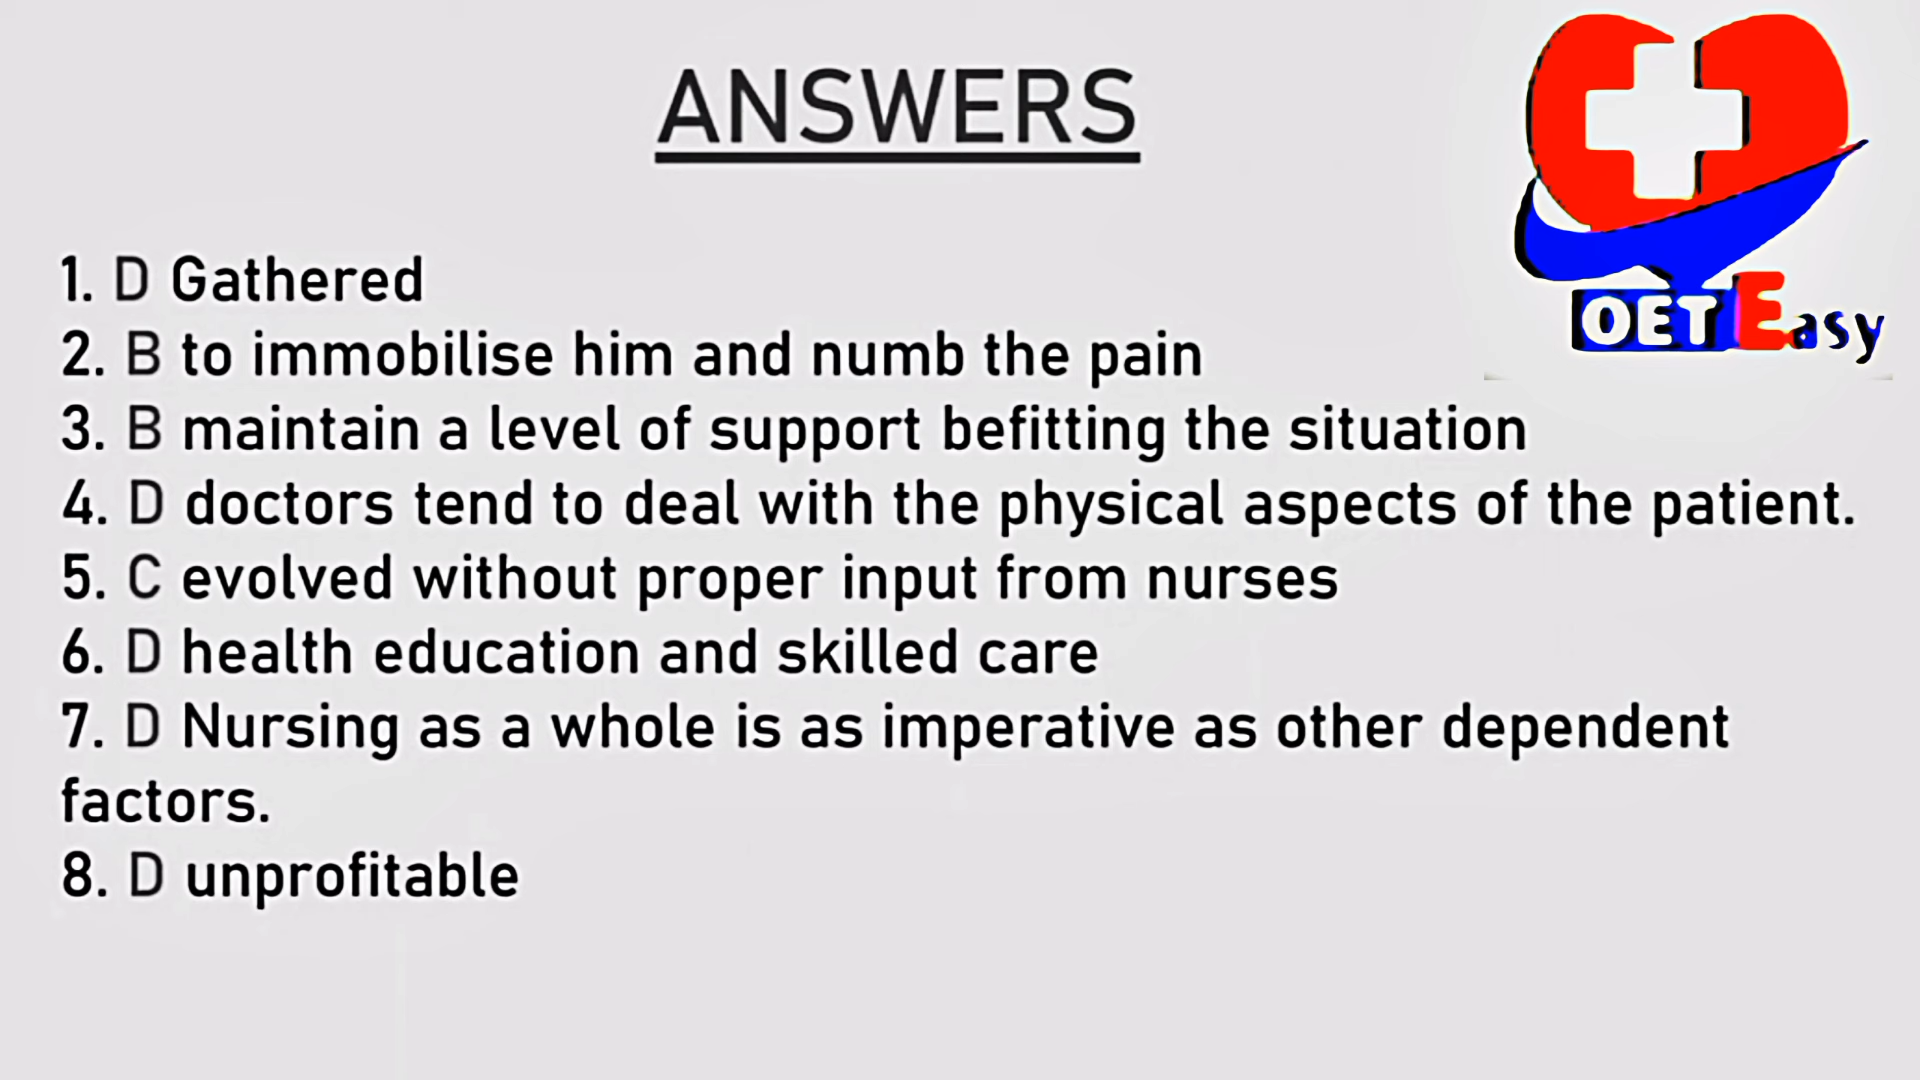 ANSWERS
OET Easy
1. D Gathered
2. B to immobilise him and numb the pain
3. B maintain a level of support befitting the situation
4. D doctors tend to deal with the physical aspects of the patient.
5. C evolved without proper input from nurses
6. D health education and skilled care
7. D Nursing as a whole is as imperative as other dependent
factors.
8. D unprofitable